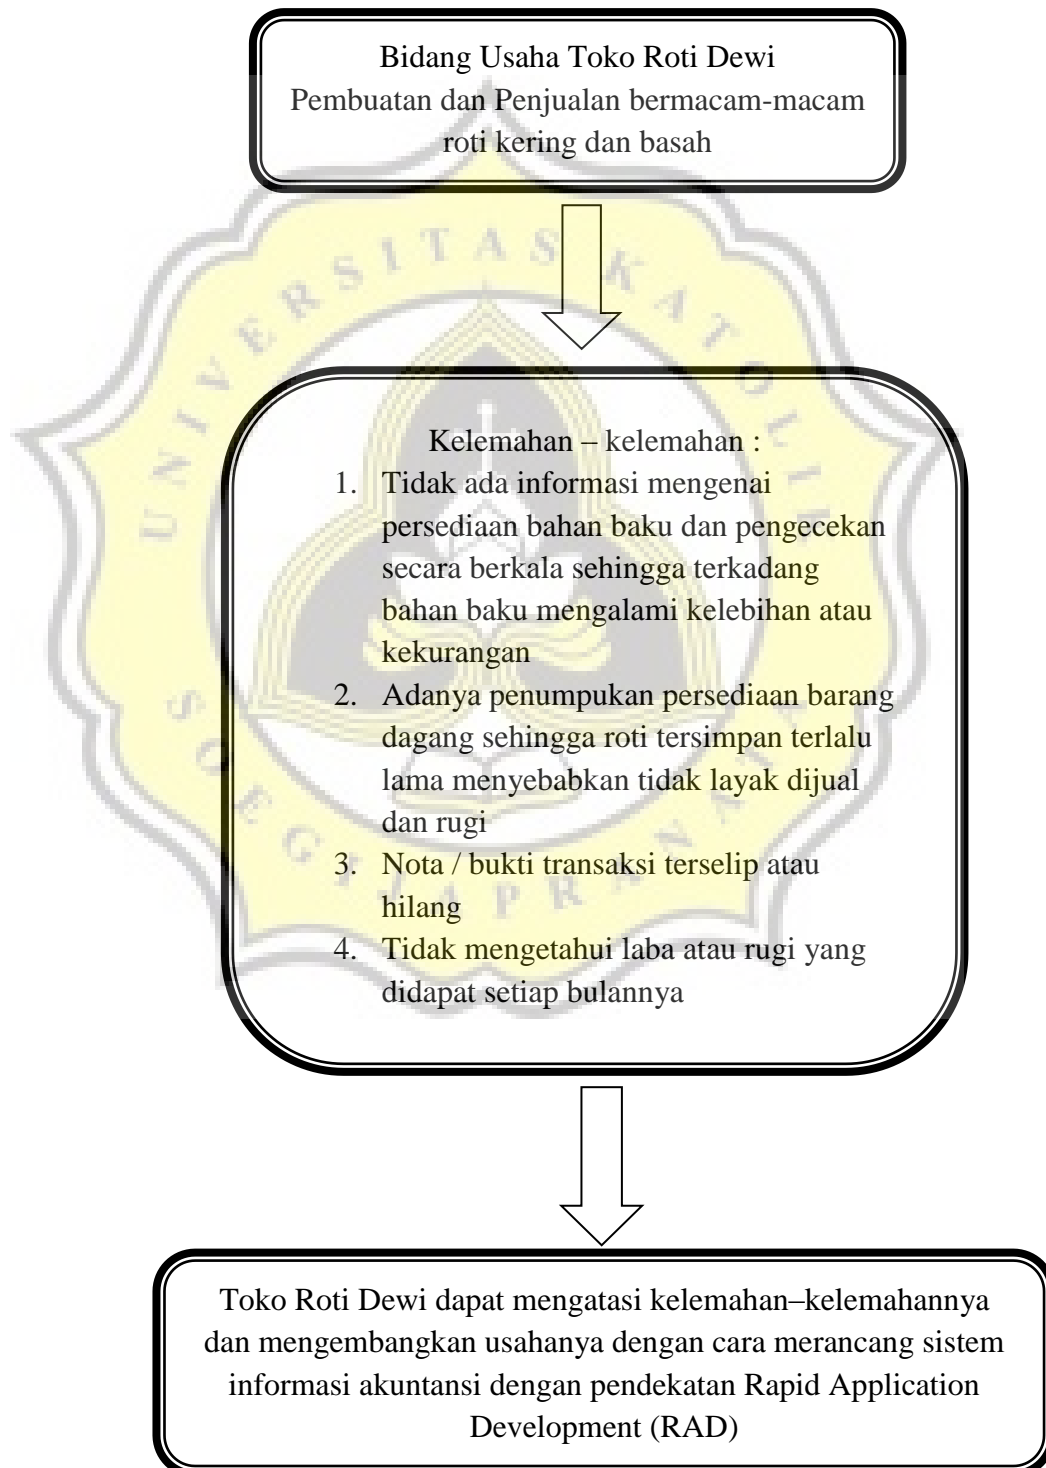 Bidang Usaha Toko Roti Dewi
Pembuatan dan Penjualan bermacam-macam
roti kering dan basah
UNIVERSITAS KATOLIK
Kelemahan – kelemahan :
1. Tidak ada informasi mengenai
persediaan bahan baku dan pengecekan
secara berkala sehingga terkadang
bahan baku mengalami kelebihan atau
kekurangan
2. Adanya penumpukan persediaan barang
dagang sehingga roti tersimpan terlalu
lama menyebabkan tidak layak dijual
dan rugi
3. Nota / bukti transaksi terselip atau
hilang
4. Tidak mengetahui laba atau rugi yang
didapat setiap bulannya
SOEGIJAPRANATA
Toko Roti Dewi dapat mengatasi kelemahan–kelemahannya
dan mengembangkan usahanya dengan cara merancang sistem
informasi akuntansi dengan pendekatan Rapid Application
Development (RAD)